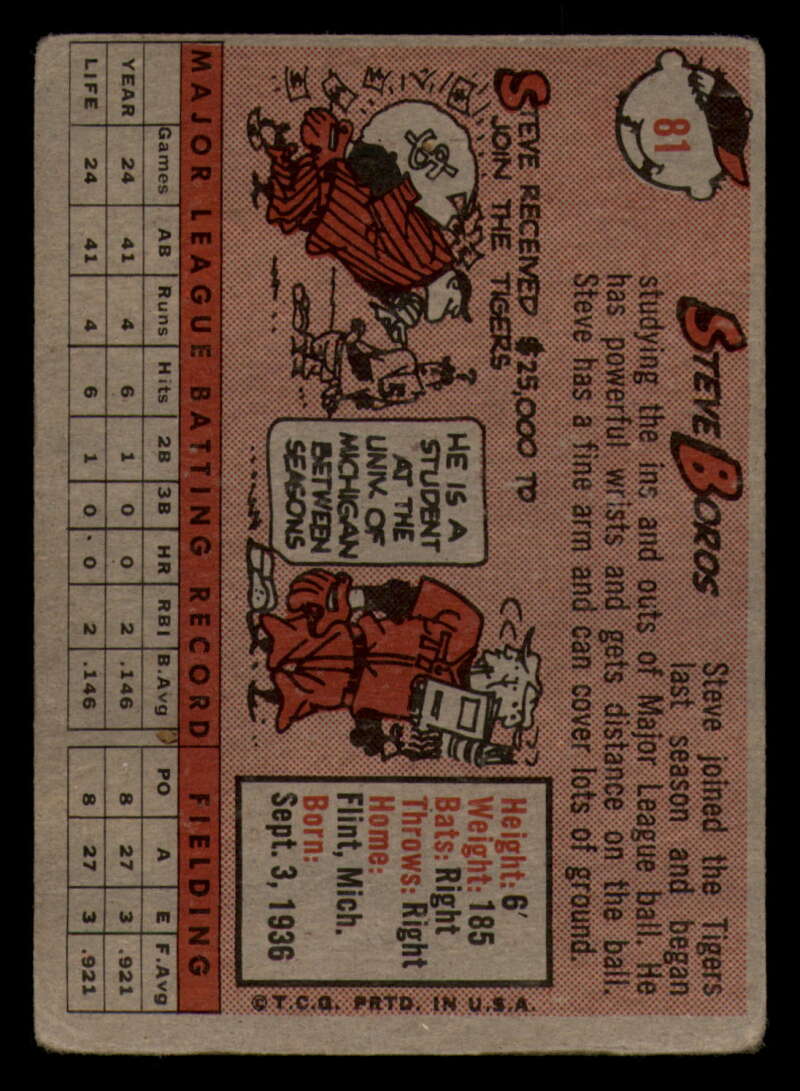 81
STEVE BOROS
Steve joined the Tigers
last season and began
studying the ins and outs of Major League ball. He
has powerful wrists and gets distance on the ball.
Steve has a fine arm and can cover lots of ground.
STEVE RECEIVED $25,000 TO
JOIN THE TIGERS
$
HE IS A
STUDENT
AT THE
UNIV. OF
MICHIGAN
BETWEEN
SEASONS
Height: 6'
Weight: 185
Bats: Right
Throws: Right
Home:
Flint, Mich.
Born:
Sept. 3, 1936
©T.C.G. PRTD. IN U.S.A.
MAJOR LEAGUE BATTING RECORD FIELDING
Games AB Runs Hits 2B 3B HR RBI B.Avg PO A E F.Avg
YEAR 24 41 4 6 1 0 0 2 .146 8 27 3 .921
LIFE 24 41 4 6 1 0 0 2 .146 8 27 3 .921